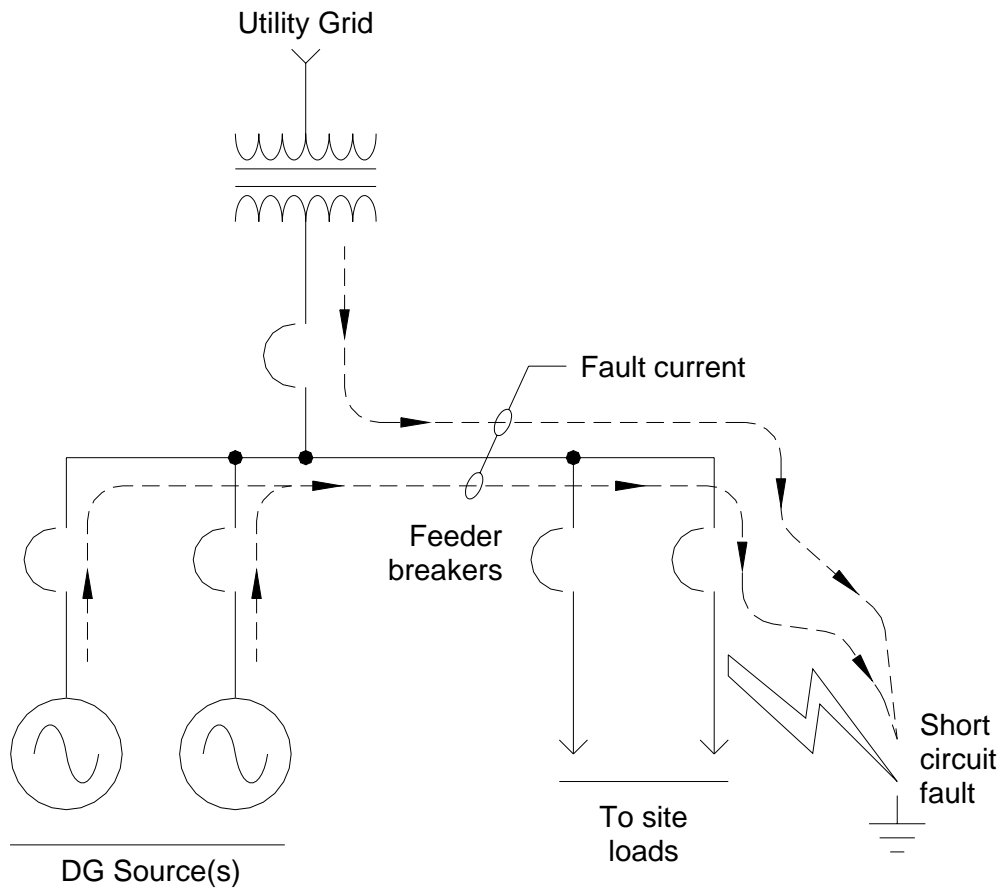 Utility Grid
Fault current
Feeder
breakers
Short
circuit
fault
To site
loads
DG Source(s)